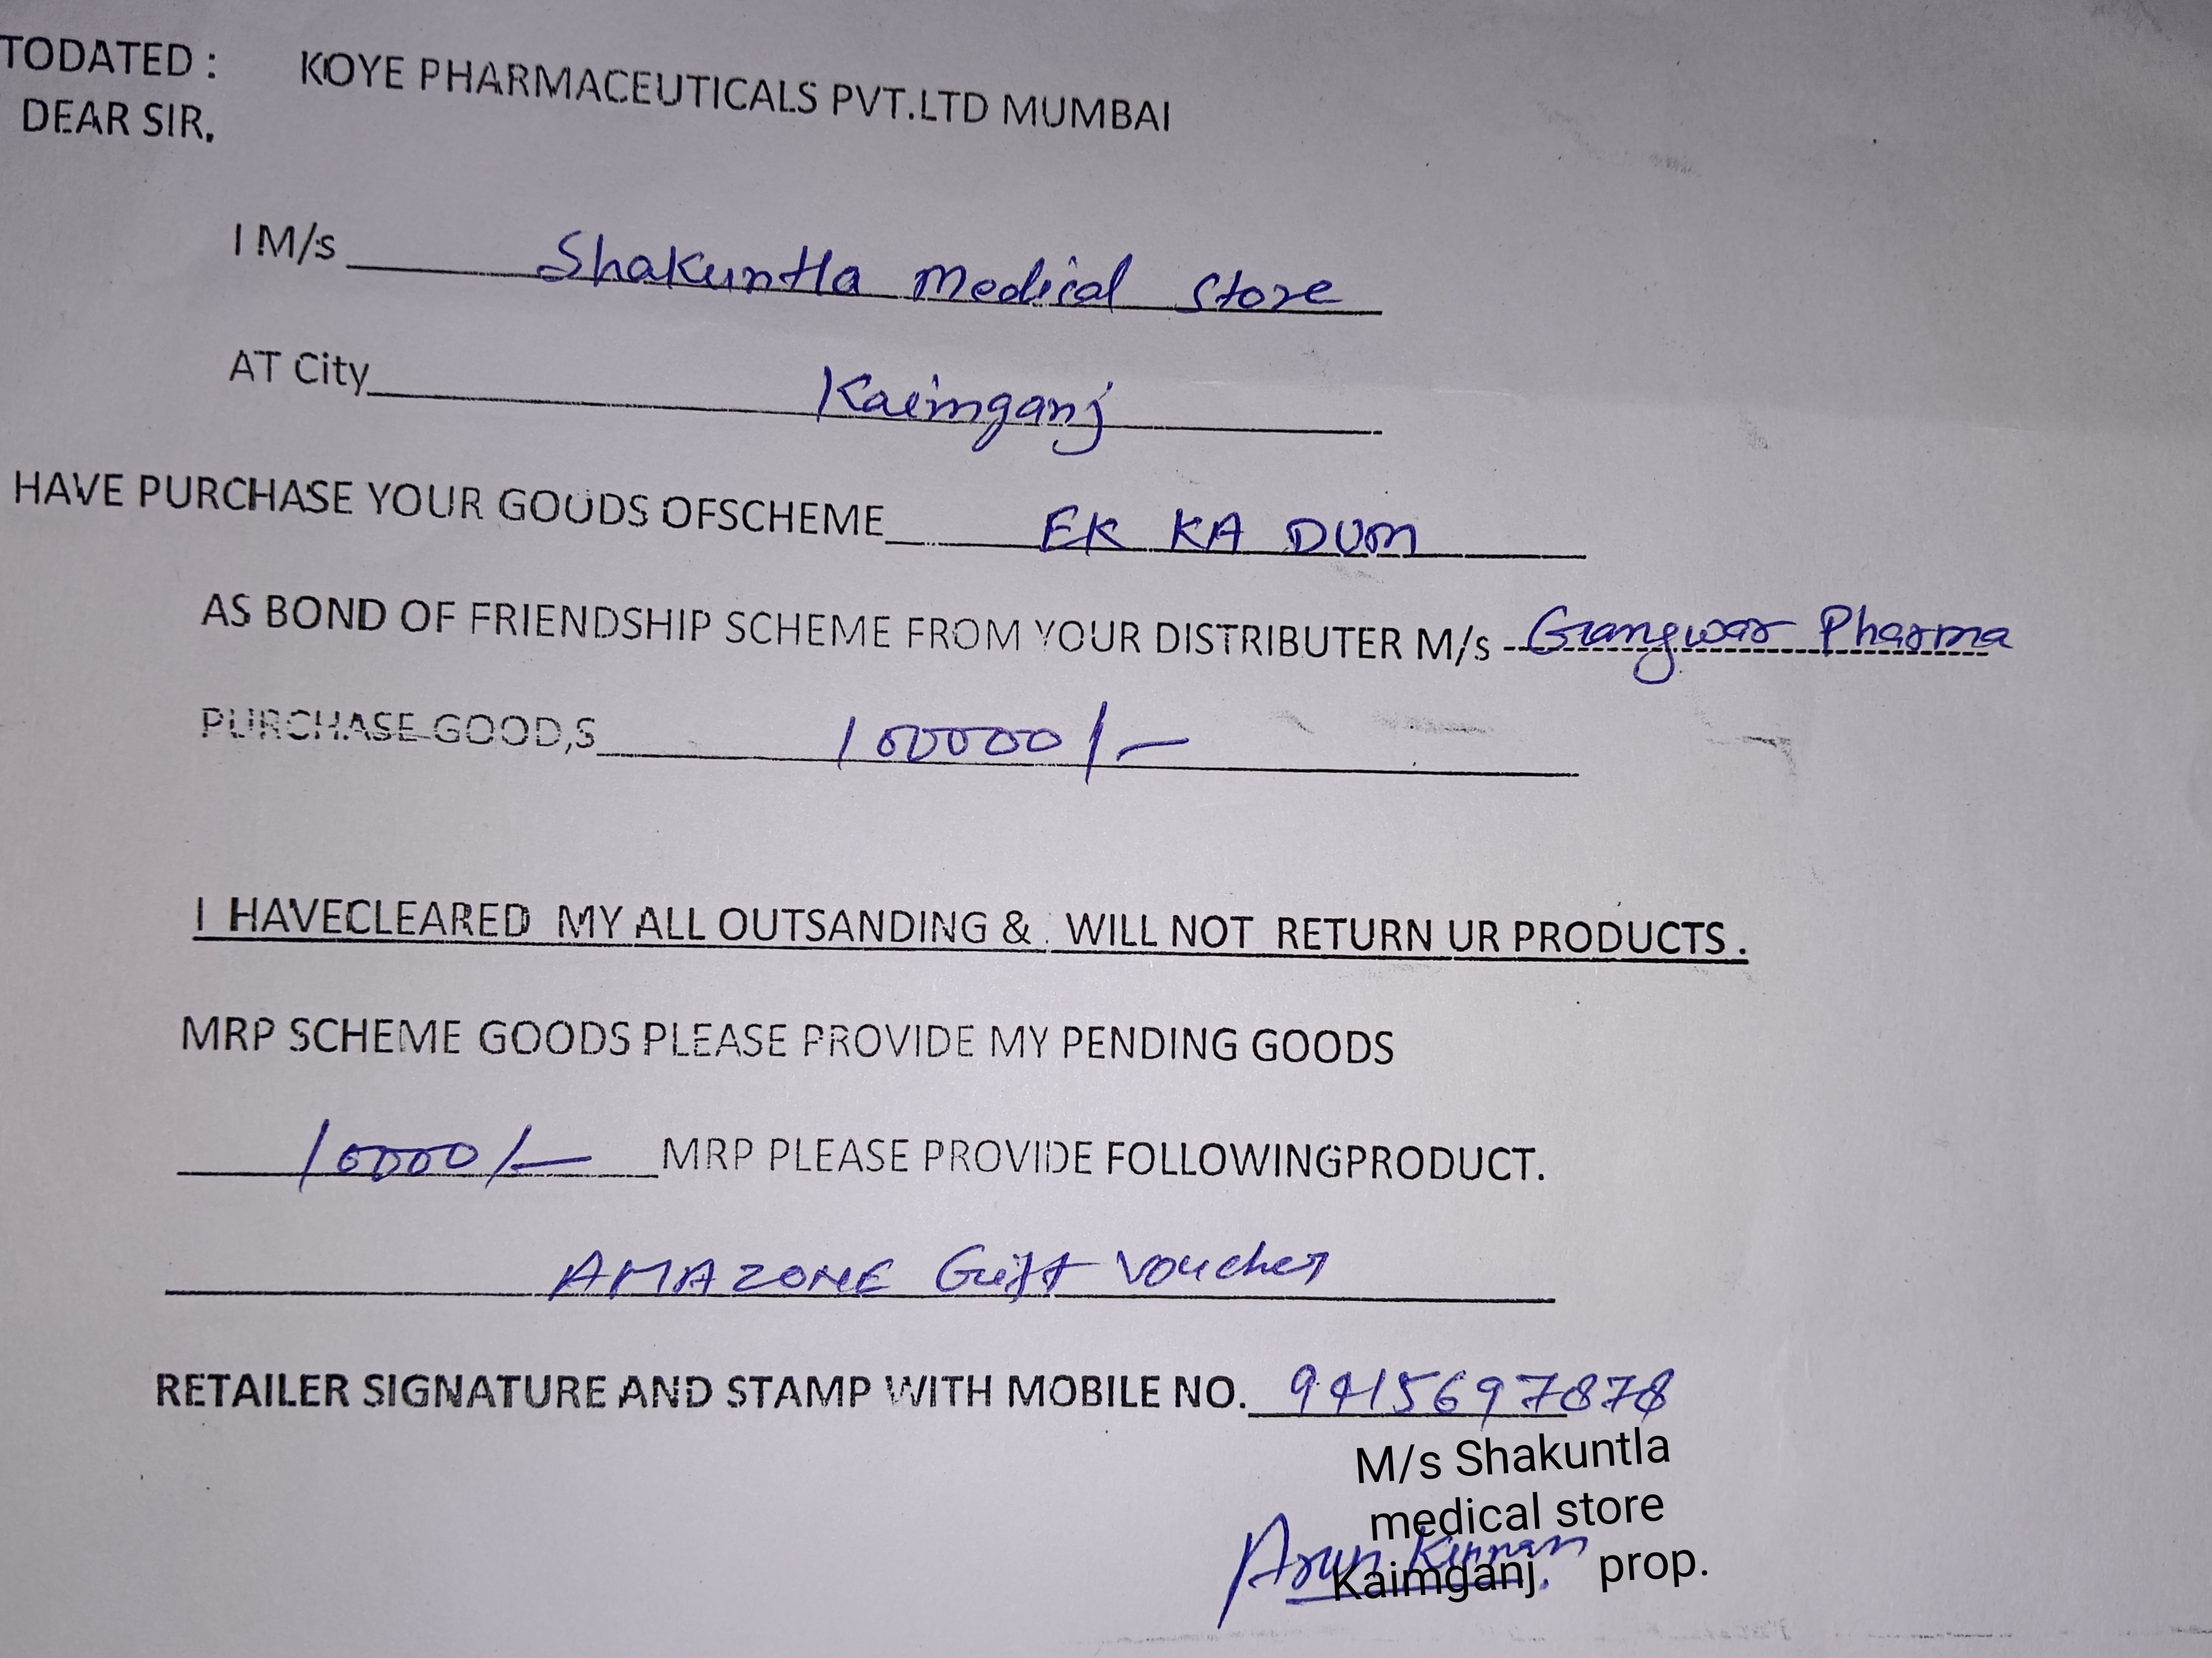 TODATED : KOYE PHARMACEUTICALS PVT.LTD MUMBAI
DEAR SIR,
I M/s Shakuntla Medical Store
AT City Kaimganj
HAVE PURCHASE YOUR GOODS OFSCHEME EK KA DUM
AS BOND OF FRIENDSHIP SCHEME FROM YOUR DISTRIBUTER M/s Gangwar Pharma
PURCHASE GOOD,S 100000/-
I HAVECLEARED MY ALL OUTSANDING & WILL NOT RETURN UR PRODUCTS .
MRP SCHEME GOODS PLEASE PROVIDE MY PENDING GOODS
10000/- MRP PLEASE PROVIDE FOLLOWINGPRODUCT.
AMAZONE Gift Voucher
RETAILER SIGNATURE AND STAMP WITH MOBILE NO. 9415697878
M/s Shakuntla
medical store
Arun Kumar
Kaimganj. prop.